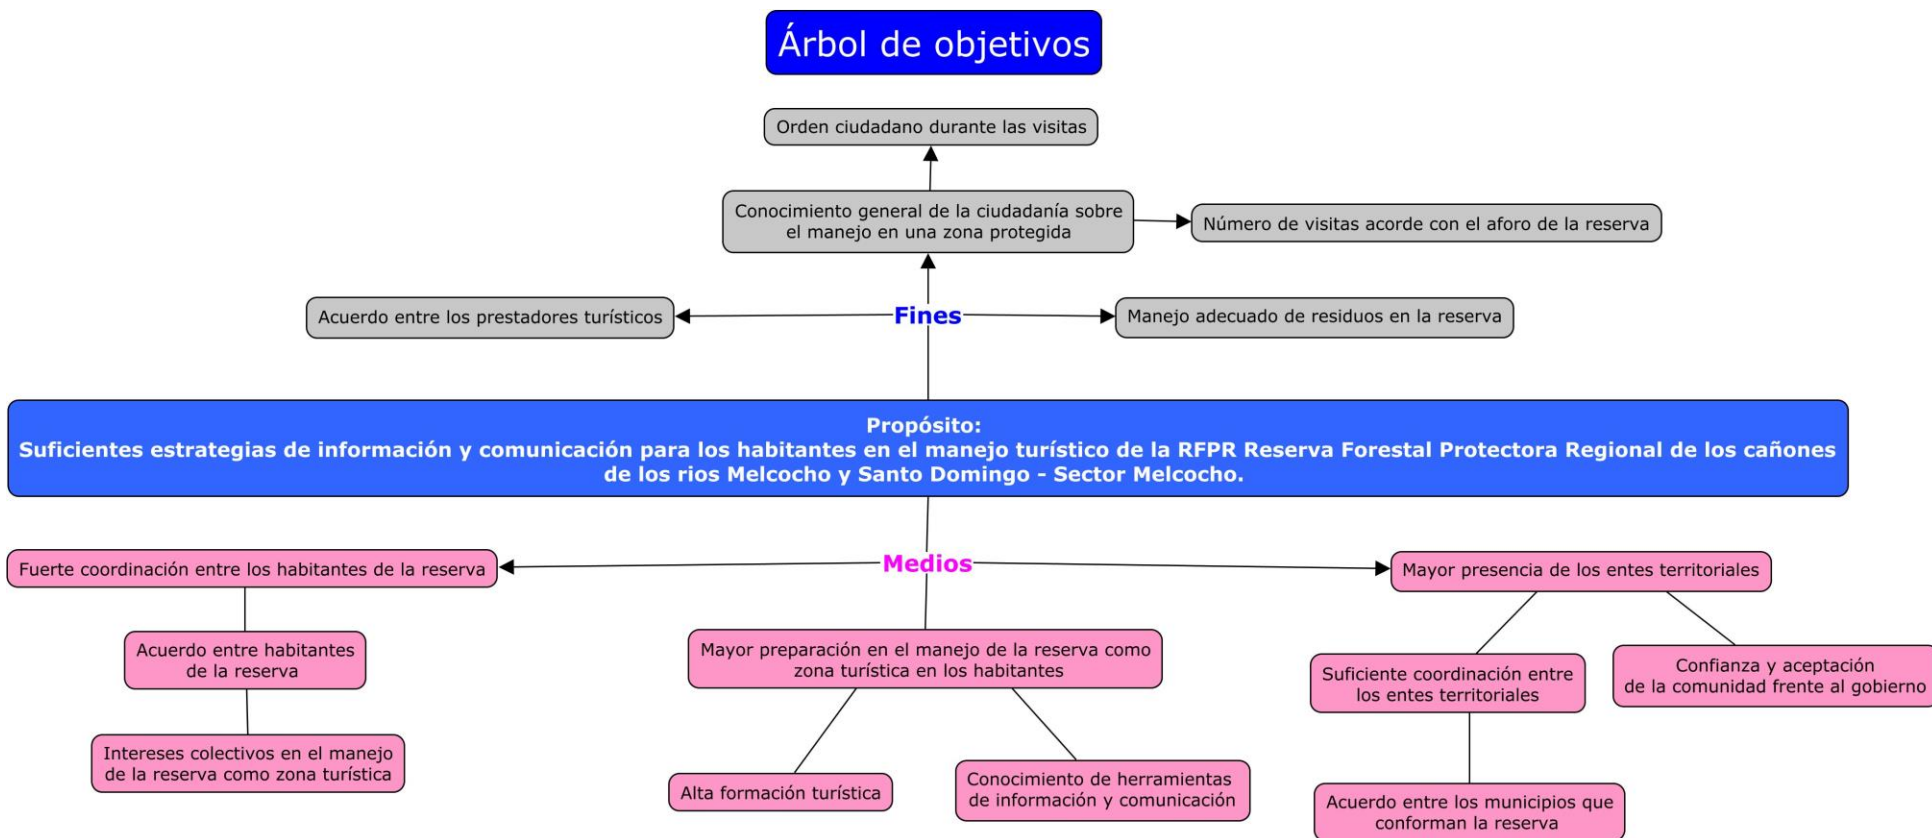 Árbol de objetivos
Orden ciudadano durante las visitas
Conocimiento general de la ciudadanía sobre
el manejo en una zona protegida
Número de visitas acorde con el aforo de la reserva
Acuerdo entre los prestadores turísticos
Fines
Manejo adecuado de residuos en la reserva
Propósito:
Suficientes estrategias de información y comunicación para los habitantes en el manejo turístico de la RFPR Reserva Forestal Protectora Regional de los cañones
de los rios Melcocho y Santo Domingo - Sector Melcocho.
Medios
Fuerte coordinación entre los habitantes de la reserva
Acuerdo entre habitantes
de la reserva
Intereses colectivos en el manejo
de la reserva como zona turística
Mayor preparación en el manejo de la reserva como
zona turística en los habitantes
Alta formación turística
Conocimiento de herramientas
de información y comunicación
Mayor presencia de los entes territoriales
Suficiente coordinación entre
los entes territoriales
Confianza y aceptación
de la comunidad frente al gobierno
Acuerdo entre los municipios que
conforman la reserva